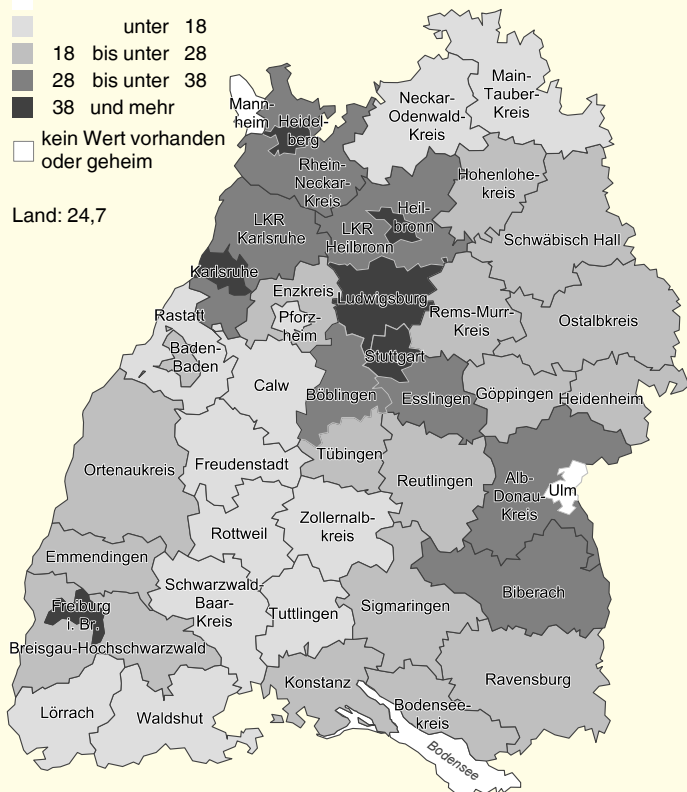 unter 18
18 bis unter 28
28 bis unter 38
38 und mehr
kein Wert vorhanden
oder geheim
Land: 24,7
Main-
Tauber-
Kreis
Neckar-
Odenwald-
Kreis
Mann-
heim
Heidel-
berg
Rhein-
Neckar-
Kreis
Hohenlohe-
kreis
Heil-
bronn
LKR
Karlsruhe
LKR
Heilbronn
Schwäbisch Hall
Karlsruhe
Enzkreis
Ludwigsburg
Rastatt
Pforz-
heim
Rems-Murr-
Kreis
Ostalbkreis
Baden-
Baden
Stuttgart
Calw
Böblingen
Esslingen
Göppingen
Heidenheim
Ortenaukreis
Freudenstadt
Tübingen
Reutlingen
Alb-
Donau-
Kreis
Ulm
Rottweil
Zollernalb-
kreis
Emmendingen
Schwarzwald-
Baar-
Kreis
Tuttlingen
Sigmaringen
Biberach
Freiburg
i. Br.
Breisgau-Hochschwarzwald
Konstanz
Ravensburg
Bodensee-
kreis
Lörrach
Waldshut
Bodensee